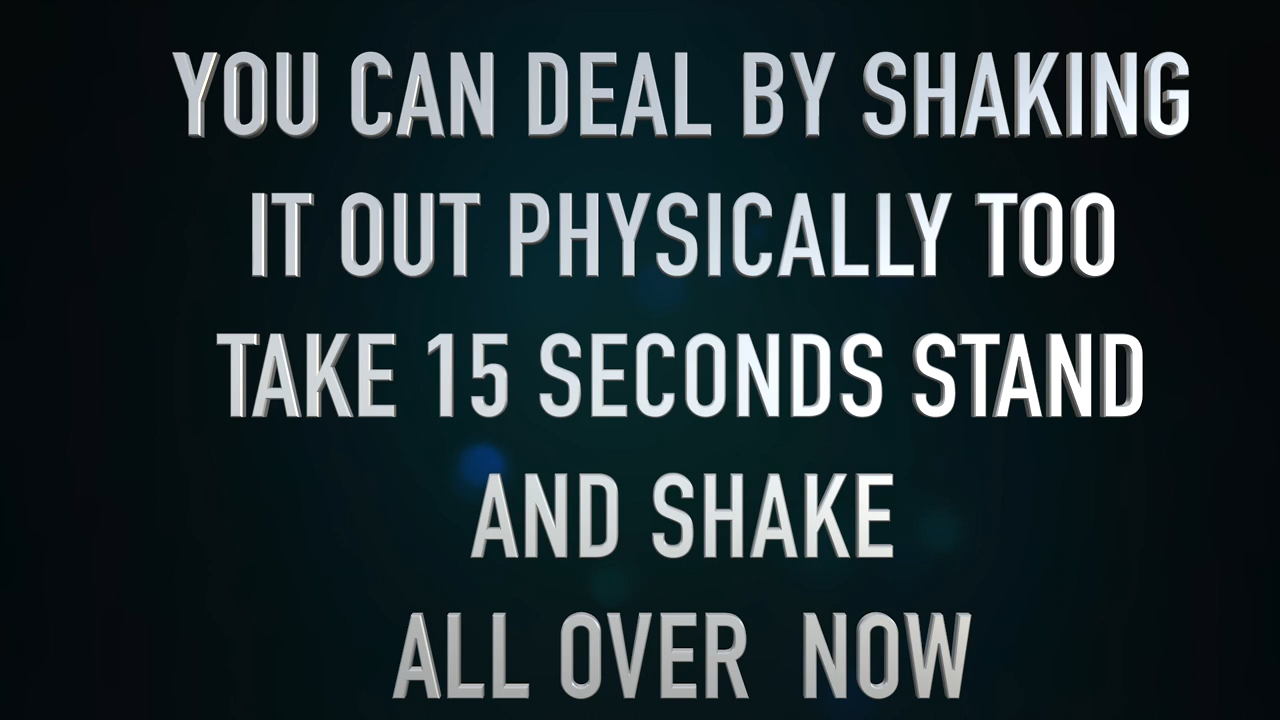 YOU CAN DEAL BY SHAKING
IT OUT PHYSICALLY TOO
TAKE 15 SECONDS STAND
AND SHAKE
ALL OVER  NOW